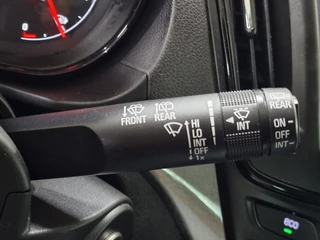 FRONT
REAR
HI
LO
INT
OFF
1x
INT
REAR
ON
OFF
INT
ECO